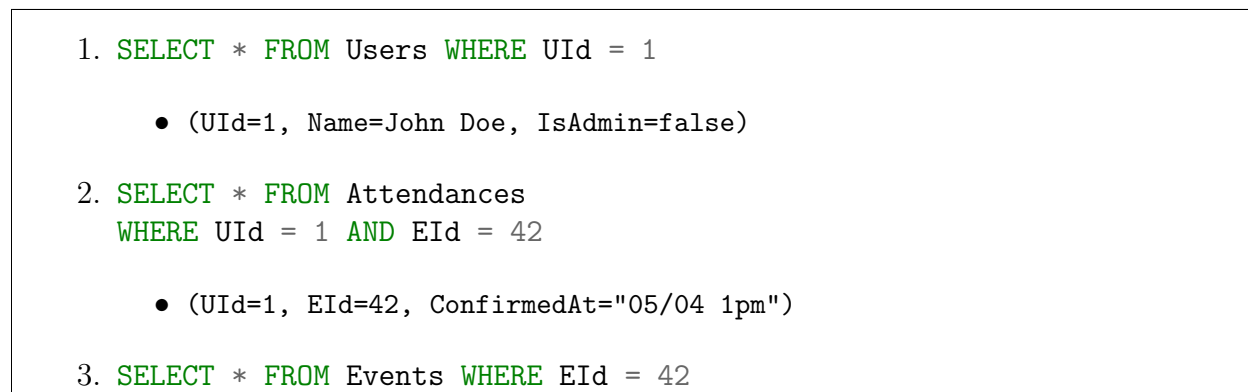 1. SELECT * FROM Users WHERE UId = 1
• (UId=1, Name=John Doe, IsAdmin=false)
2. SELECT * FROM Attendances
WHERE UId = 1 AND EId = 42
• (UId=1, EId=42, ConfirmedAt="05/04 1pm")
3. SELECT * FROM Events WHERE EId = 42